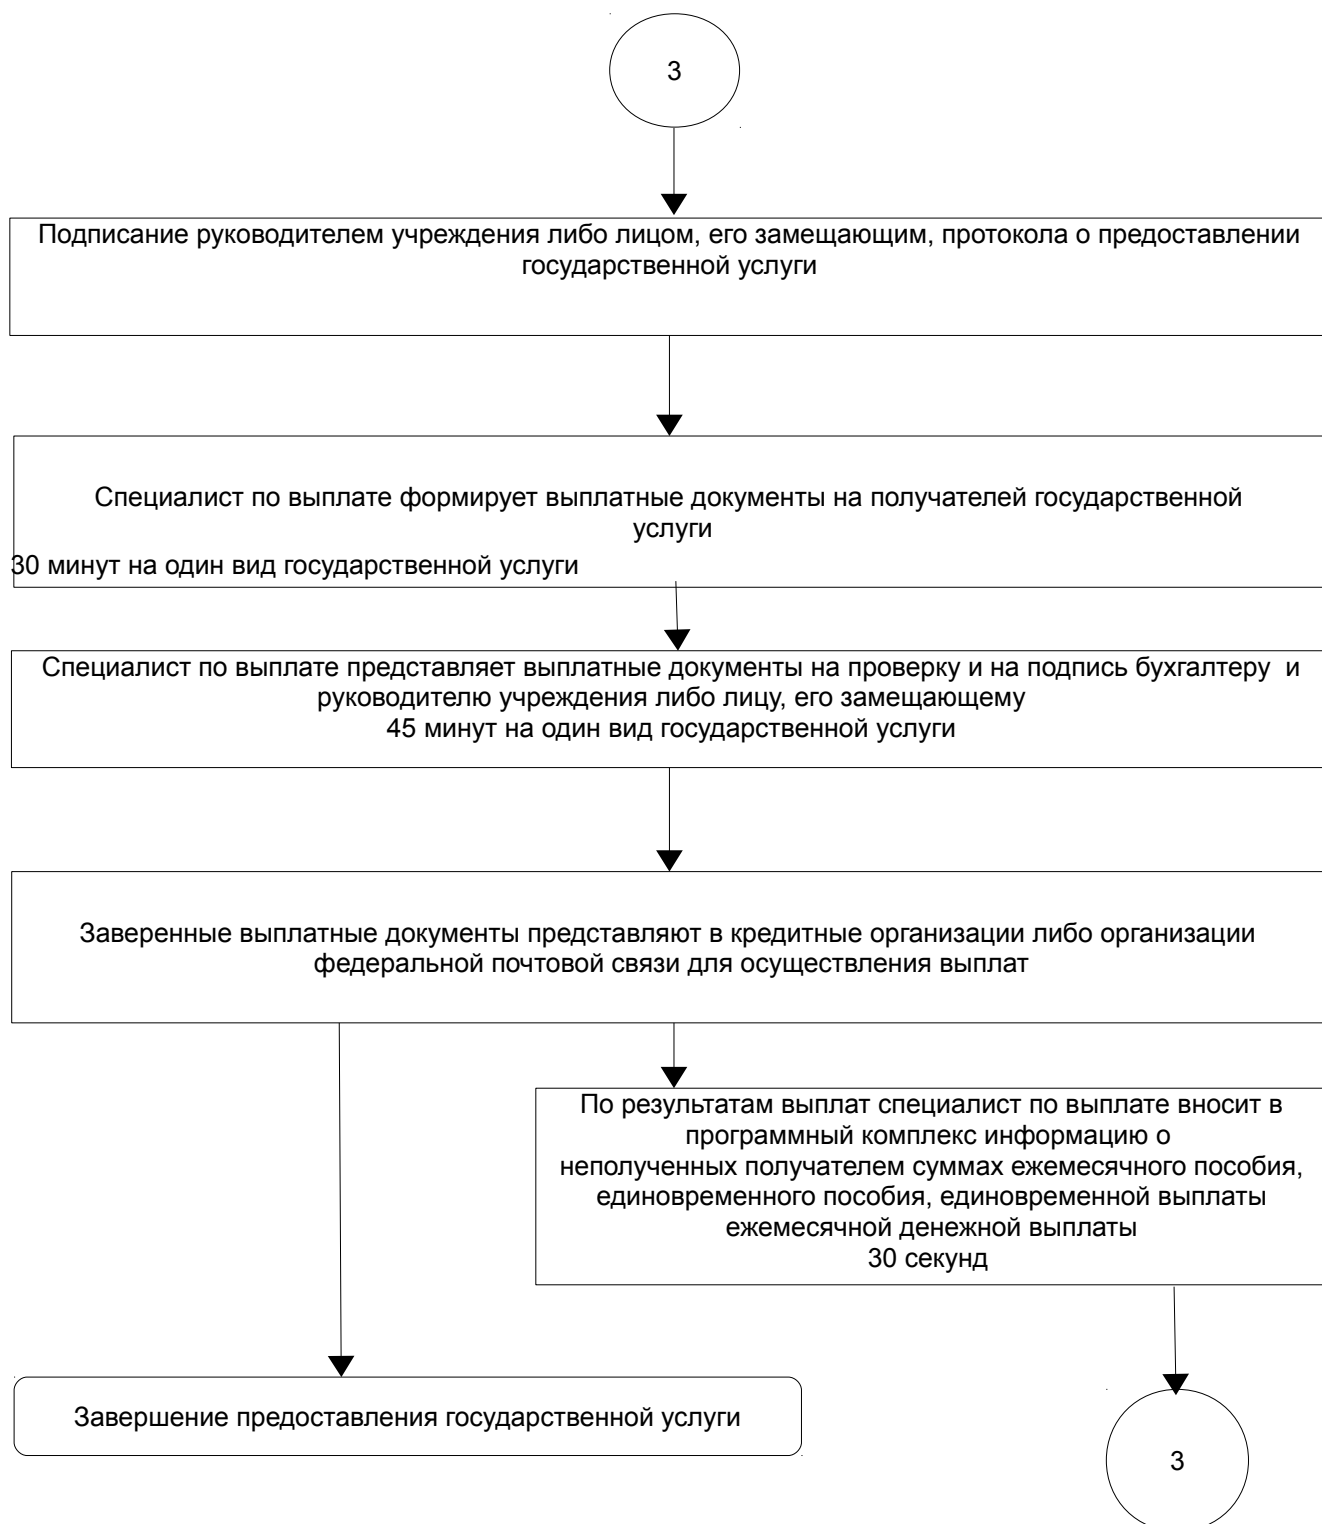 3
Подписание руководителем учреждения либо лицом, его замещающим, протокола о предоставлении
государственной услуги
Специалист по выплате формирует выплатные документы на получателей государственной
услуги
30 минут на один вид государственной услуги
Специалист по выплате представляет выплатные документы на проверку и на подпись бухгалтеру и
руководителю учреждения либо лицу, его замещающему
45 минут на один вид государственной услуги
Заверенные выплатные документы представляют в кредитные организации либо организации
федеральной почтовой связи для осуществления выплат
По результатам выплат специалист по выплате вносит в
программный комплекс информацию о
неполученных получателем суммах ежемесячного пособия,
единовременного пособия, единовременной выплаты
ежемесячной денежной выплаты
30 секунд
Завершение предоставления государственной услуги
3